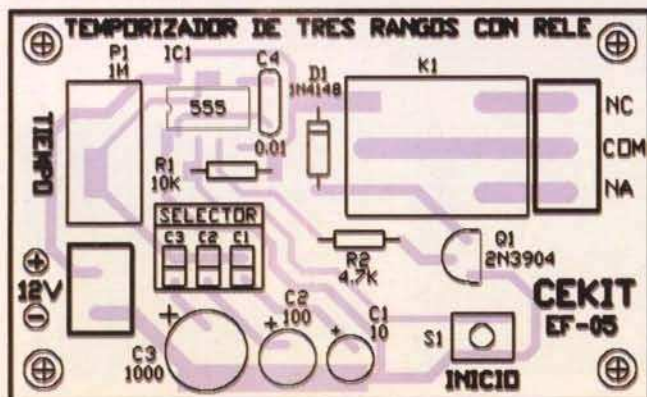 TEMPORIZADOR DE TRES RANGOS CON RELE
P1
1M
IC1
555
C4
0.01
D1
1N4148
K1
NC
COM
NA
TIEMPO
R1
10K
SELECTOR
C3 C2 C1
R2
4.7K
Q1
2N3904
12V
C3
1000
C2
100
C1
10
S1
INICIO
CEKIT
EF-05